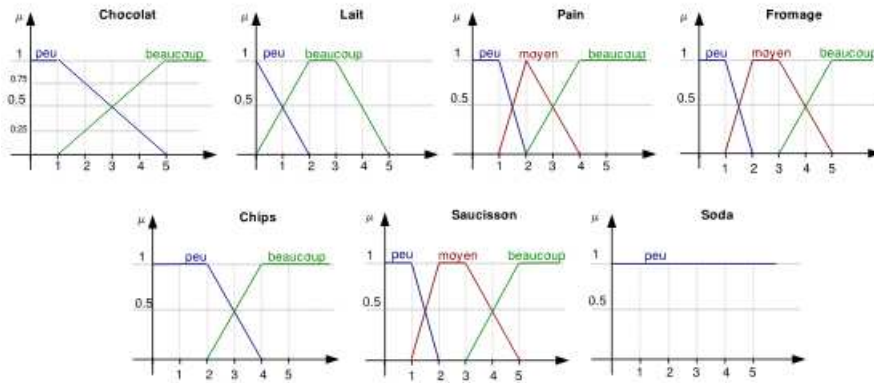 Chocolat
μ
peu
beaucoup
1
0.75
0.5
0.25
1 2 3 4 5
Lait
μ
peu
beaucoup
1
0.5
1 2 3 4 5
Pain
μ
peu
moyen
beaucoup
1
0.5
1 2 3 4 5
Fromage
μ
peu
moyen
beaucoup
1
0.5
1 2 3 4 5
Chips
μ
peu
beaucoup
1
0.5
1 2 3 4 5
Saucisson
μ
peu
moyen
beaucoup
1
0.5
1 2 3 4 5
Soda
μ
peu
1
0.5
1 2 3 4 5